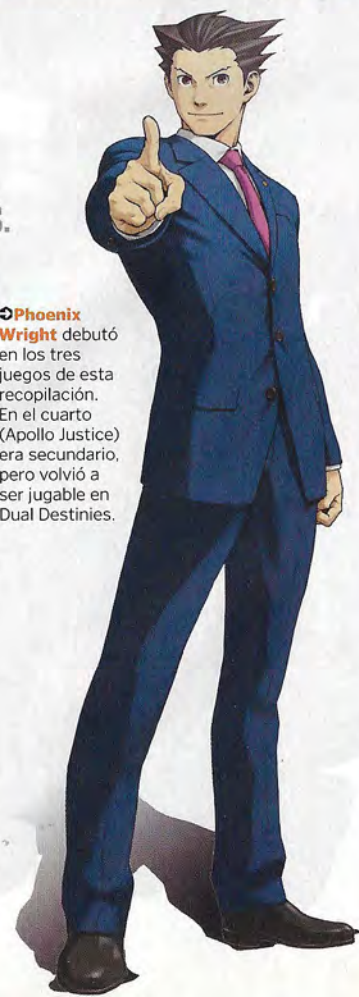 ➲Phoenix
Wright debutó
en los tres
juegos de esta
recopilación.
En el cuarto
(Apollo Justice)
era secundario,
pero volvió a
ser jugable en
Dual Destinies.